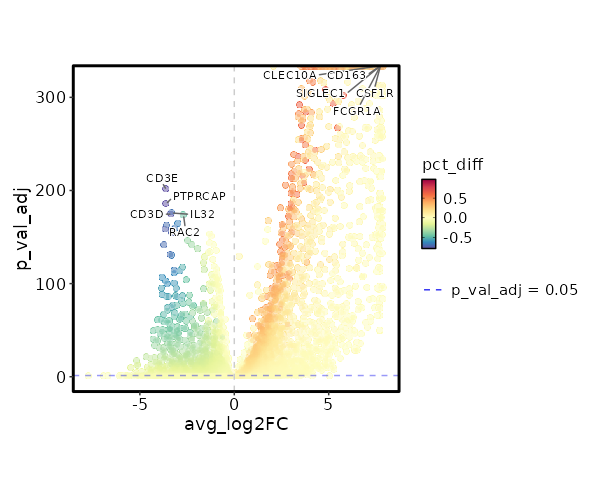 CLEC10A CD163
SIGLEC1 CSF1R
FCGR1A
CD3E
PTPRCAP
CD3D IL32
RAC2
300
200
100
0
-5 0 5
avg_log2FC
p_val_adj
pct_diff
0.5
0.0
-0.5
p_val_adj = 0.05